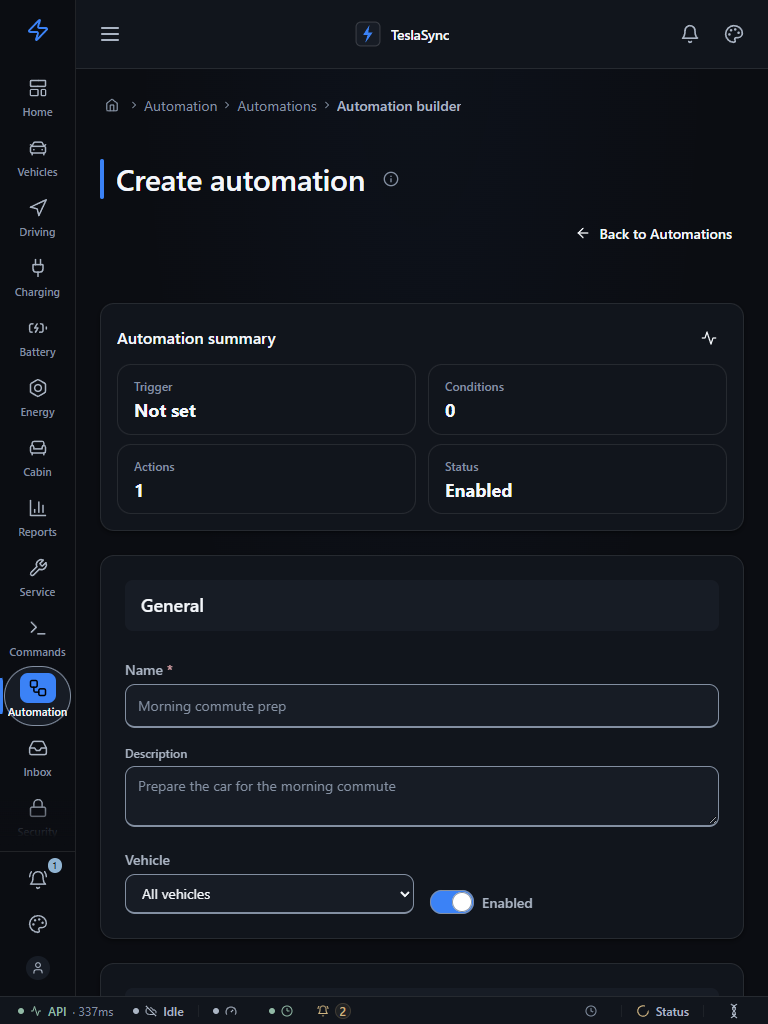 TeslaSync
Home
Vehicles
Driving
Charging
Battery
Energy
Cabin
Reports
Service
Commands
Automation
Inbox
Security
1
Automation
Automations
Automation builder
Create automation
Back to Automations
Automation summary
Trigger
Not set
Conditions
0
Actions
1
Status
Enabled
General
Name *
Morning commute prep
Description
Prepare the car for the morning commute
Vehicle
All vehicles
Enabled
API · 337ms
Idle
2
Status